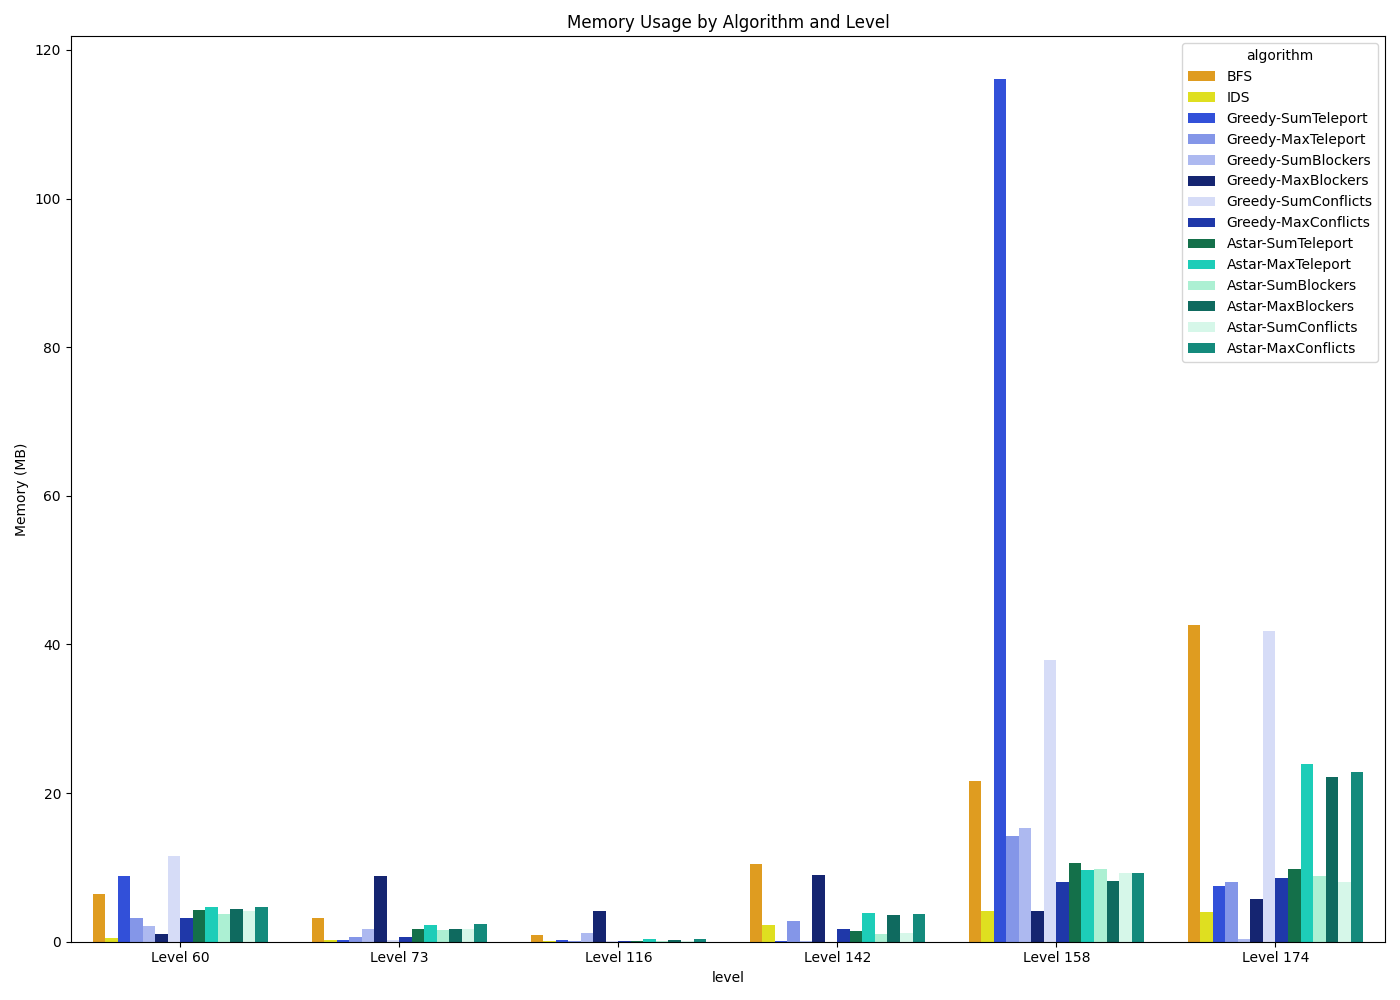 Memory Usage by Algorithm and Level
120
100
80
60
40
20
0
Memory (MB)
algorithm
BFS
IDS
Greedy-SumTeleport
Greedy-MaxTeleport
Greedy-SumBlockers
Greedy-MaxBlockers
Greedy-SumConflicts
Greedy-MaxConflicts
Astar-SumTeleport
Astar-MaxTeleport
Astar-SumBlockers
Astar-MaxBlockers
Astar-SumConflicts
Astar-MaxConflicts
Level 60 Level 73 Level 116 Level 142 Level 158 Level 174
level